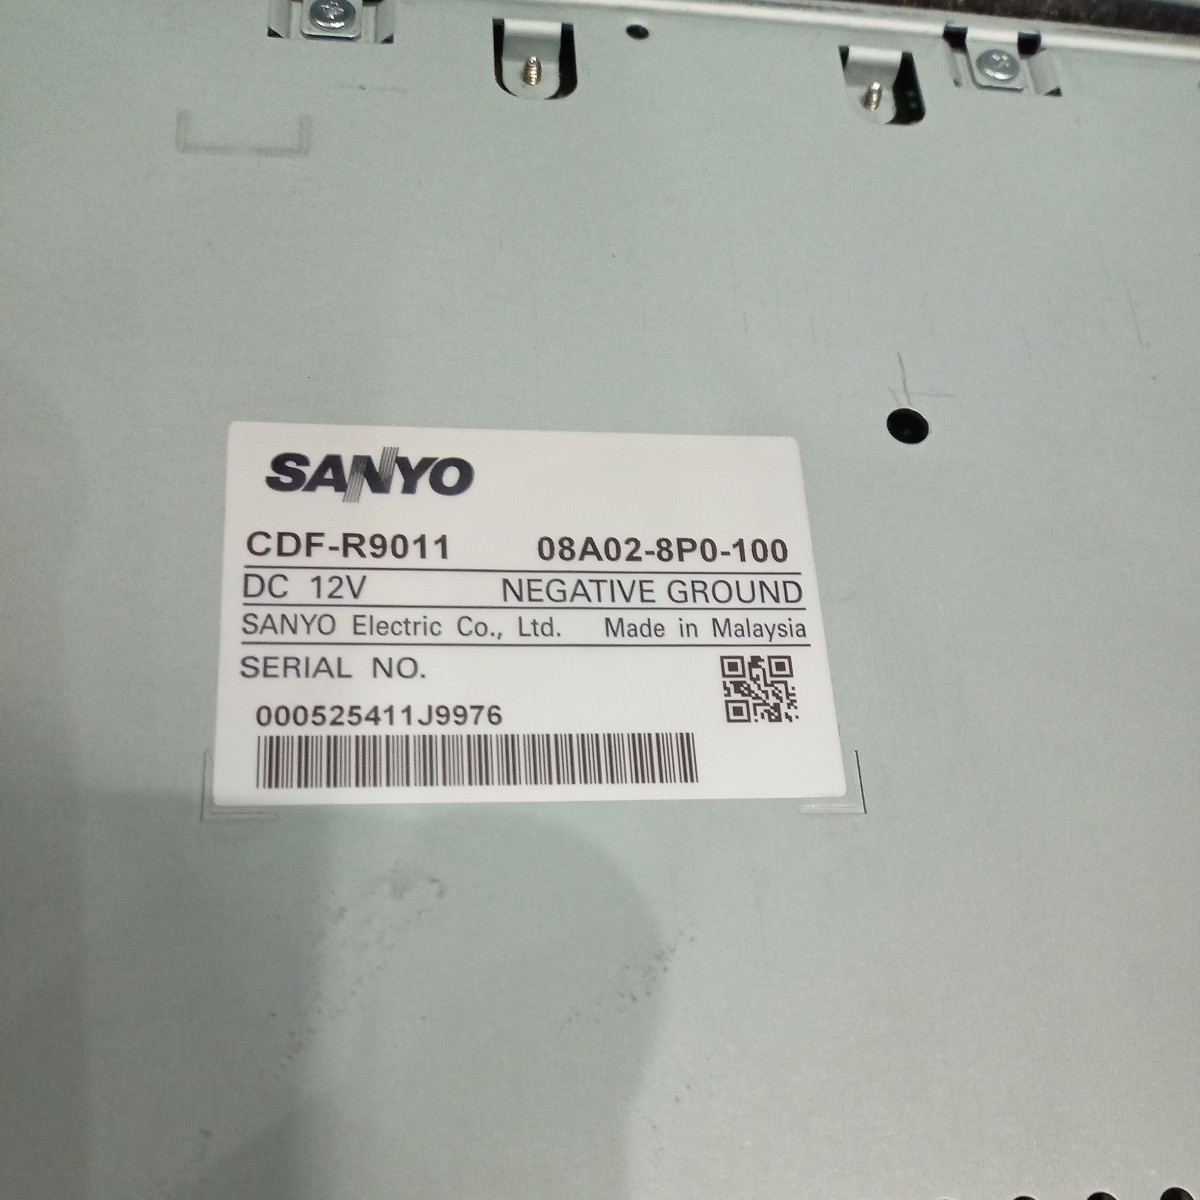 SANYO
CDF-R9011 08A02-8P0-100
DC 12V NEGATIVE GROUND
SANYO Electric Co., Ltd. Made in Malaysia
SERIAL NO.
000525411J9976